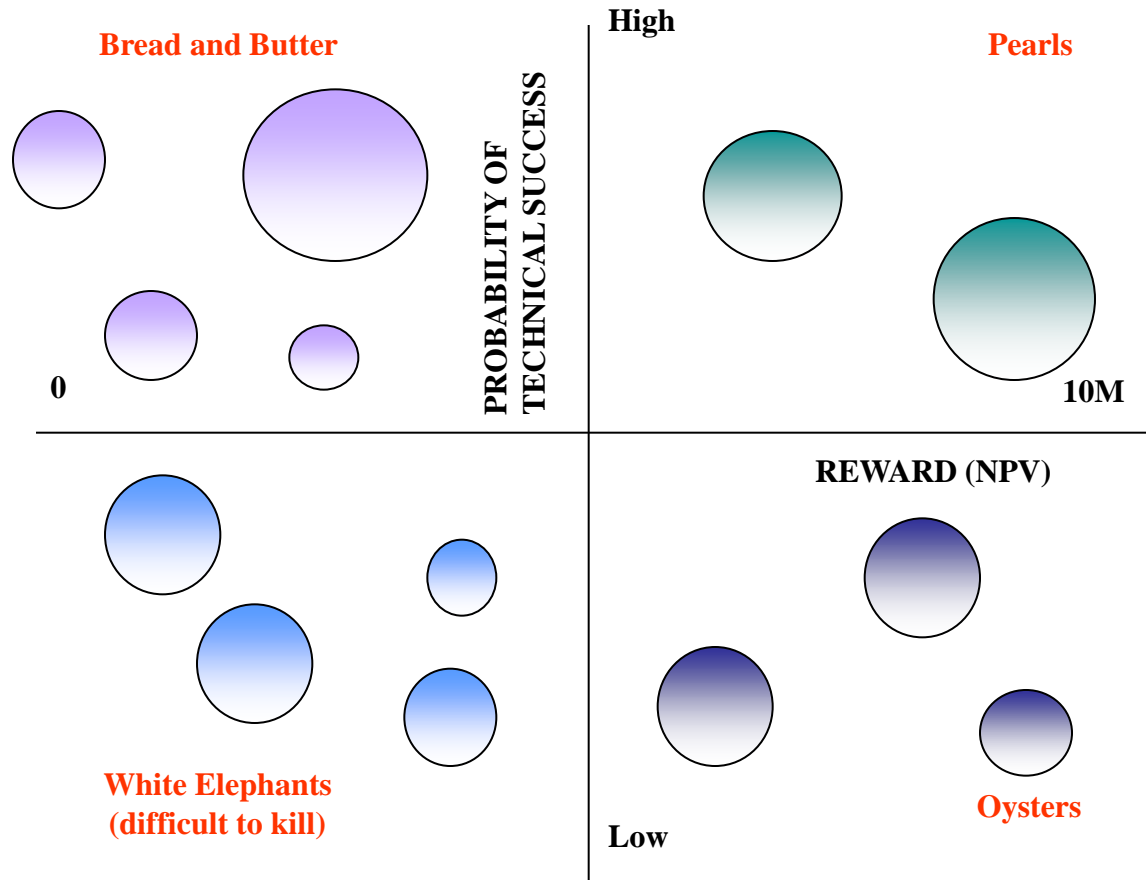 High
Bread and Butter
Pearls
PROBABILITY OF
TECHNICAL SUCCESS
0
10M
REWARD (NPV)
White Elephants
(difficult to kill)
Oysters
Low